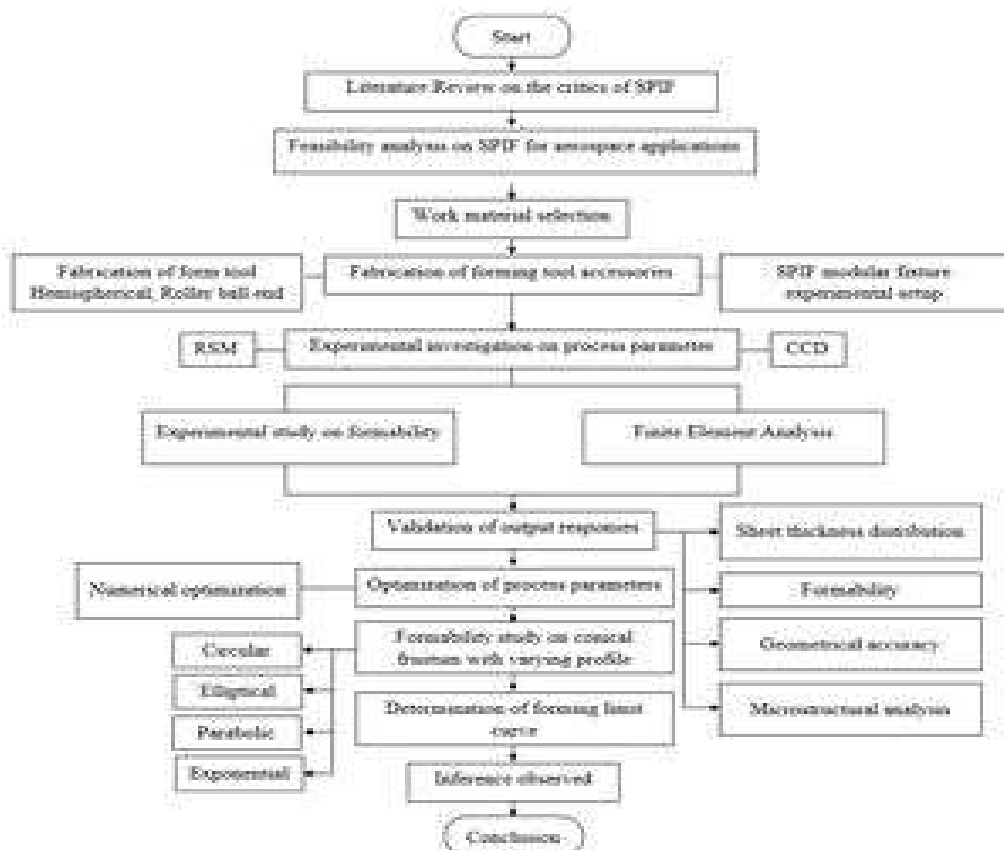 Start
Literature Review on the critics of SPIF
Feasibility analysis on SPIF for aerospace applications
Work material selection
Fabrication of form tool
Hemispherical, Roller ball end
Fabrication of forming tool accessories
SPIF modular fixture
experimental setup
RSM
Experimental investigation on process parameter
CCD
Experimental study on formability
Finite Element Analysis
Validation of output responses
Sheet thickness distribution
Numerical optimization
Optimization of process parameters
Formability
Circular
Formability study on conical
frustum with varying profile
Geometrical accuracy
Elliptical
Parabolic
Determination of forming limit
curve
Microstructural analysis
Exponential
Inference observed
Conclusion